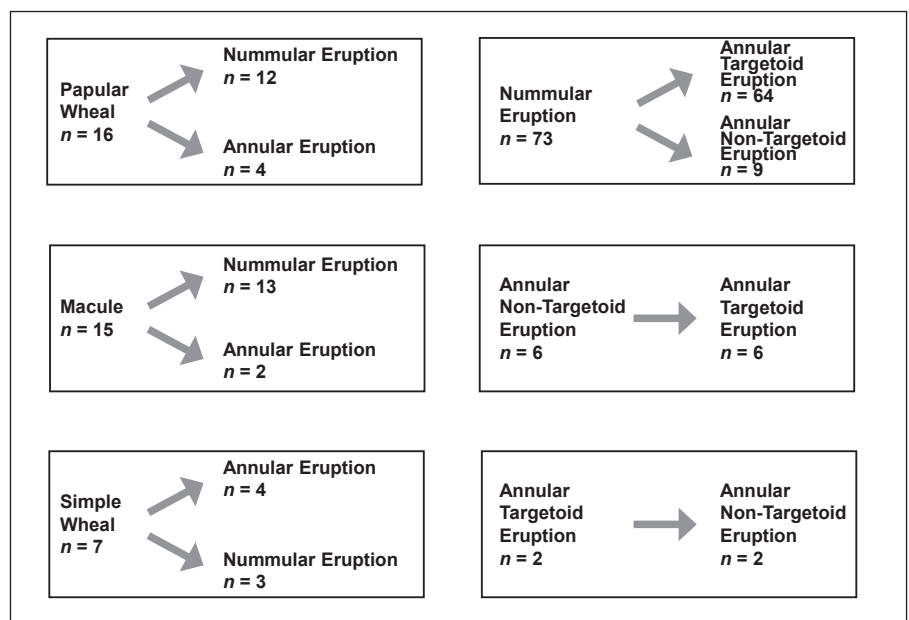 Papular
Wheal
n = 16
Nummular Eruption
n = 12
Annular Eruption
n = 4
Nummular
Eruption
n = 73
Annular
Targetoid
Eruption
n = 64
Annular
Non-Targetoid
Eruption
n = 9
Macule
n = 15
Nummular Eruption
n = 13
Annular Eruption
n = 2
Annular
Non-Targetoid
Eruption
n = 6
Annular
Targetoid
Eruption
n = 6
Simple
Wheal
n = 7
Annular Eruption
n = 4
Nummular Eruption
n = 3
Annular
Targetoid
Eruption
n = 2
Annular
Non-Targetoid
Eruption
n = 2